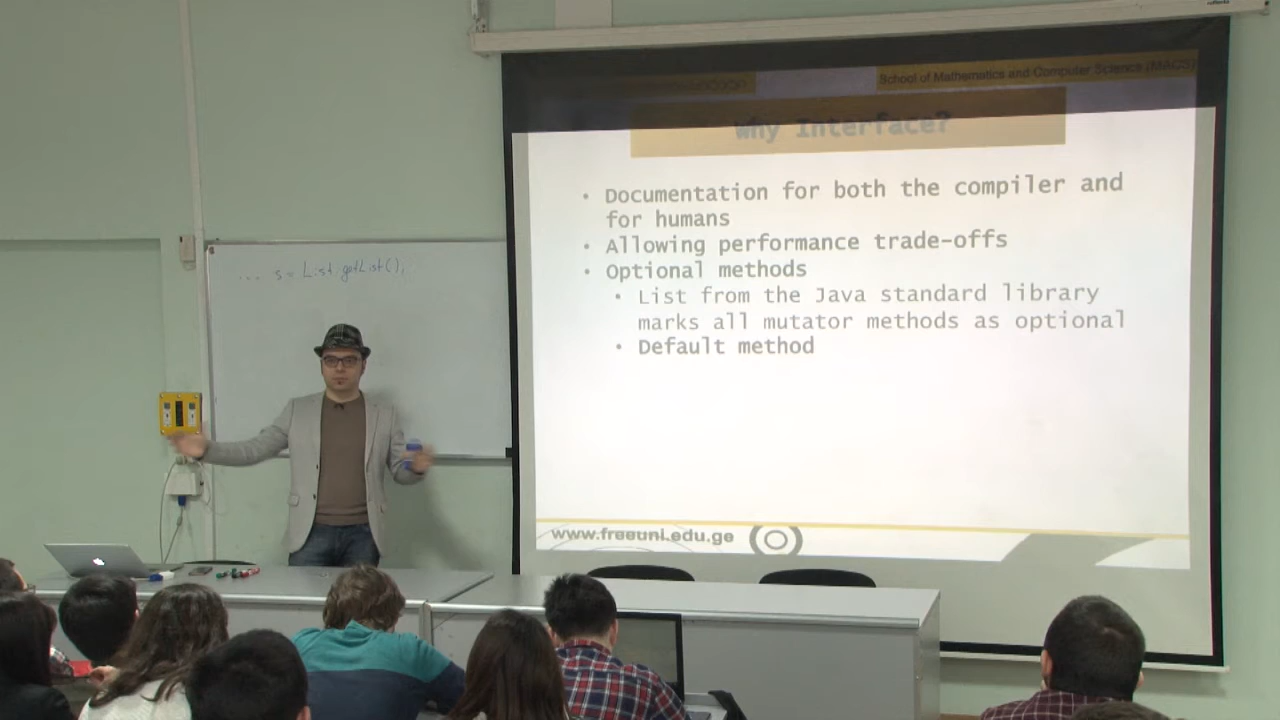 School of Mathematics and Computer Science (MACS)
Why Interface?
• Documentation for both the compiler and
for humans
• Allowing performance trade-offs
• Optional methods
• List from the Java standard library
marks all mutator methods as optional
• Default method
www.freeuni.edu.ge
... s = List.getList();